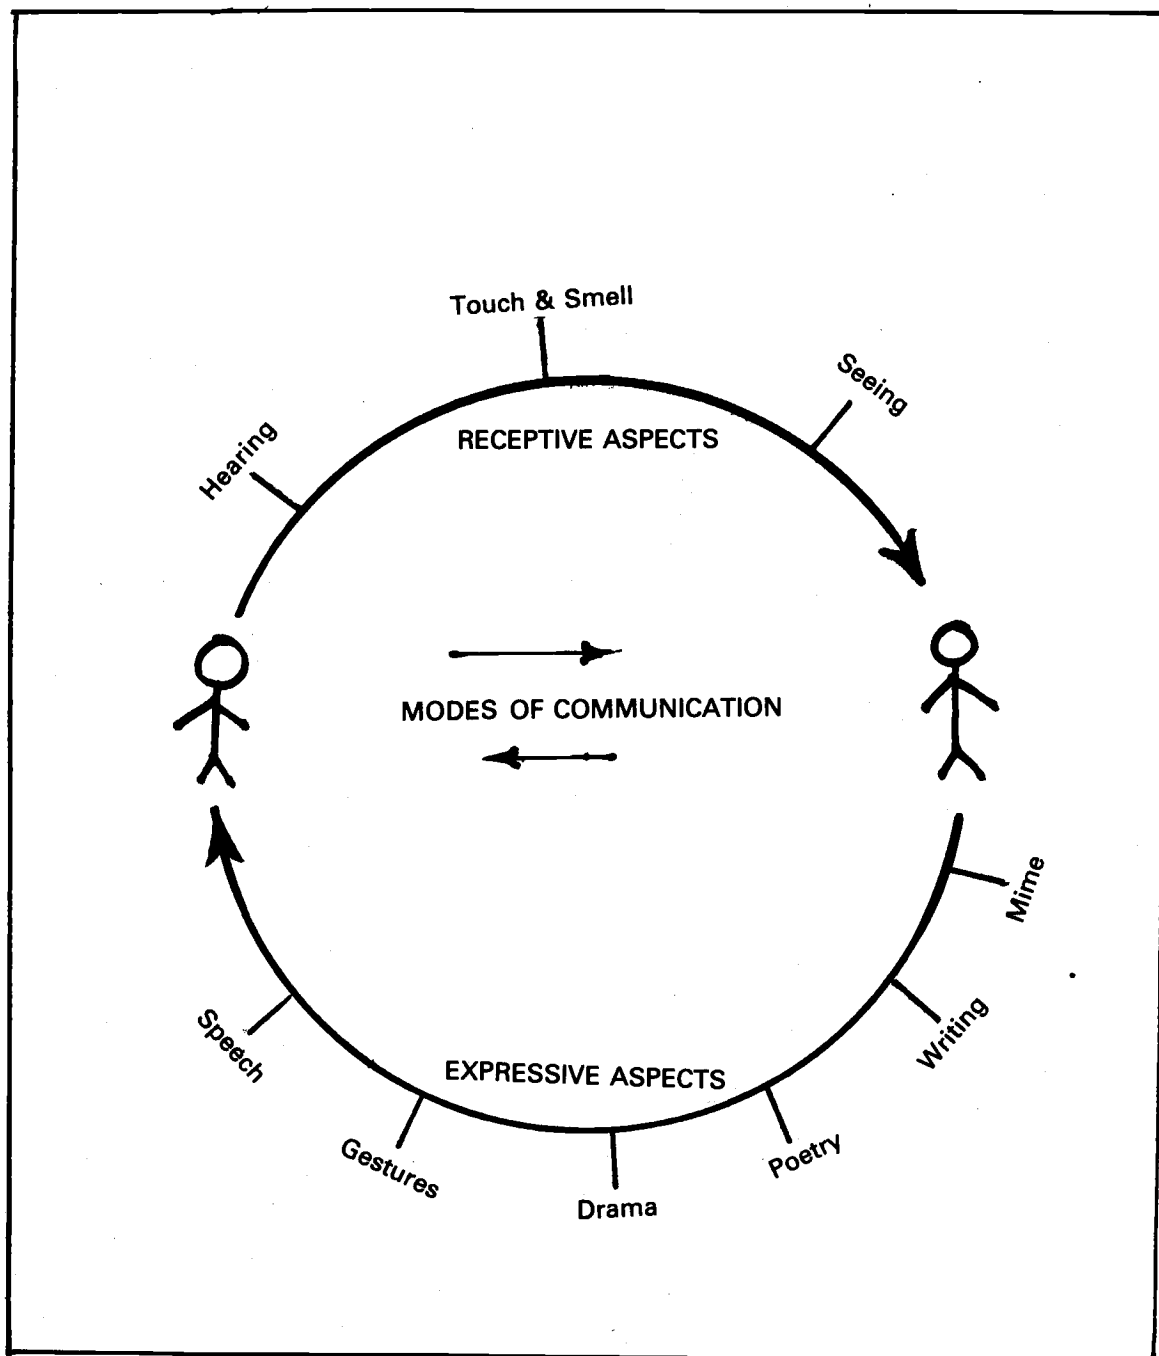 Touch & Smell
Seeing
Hearing
RECEPTIVE ASPECTS
MODES OF COMMUNICATION
Mime
Writing
Speech
EXPRESSIVE ASPECTS
Poetry
Gestures
Drama